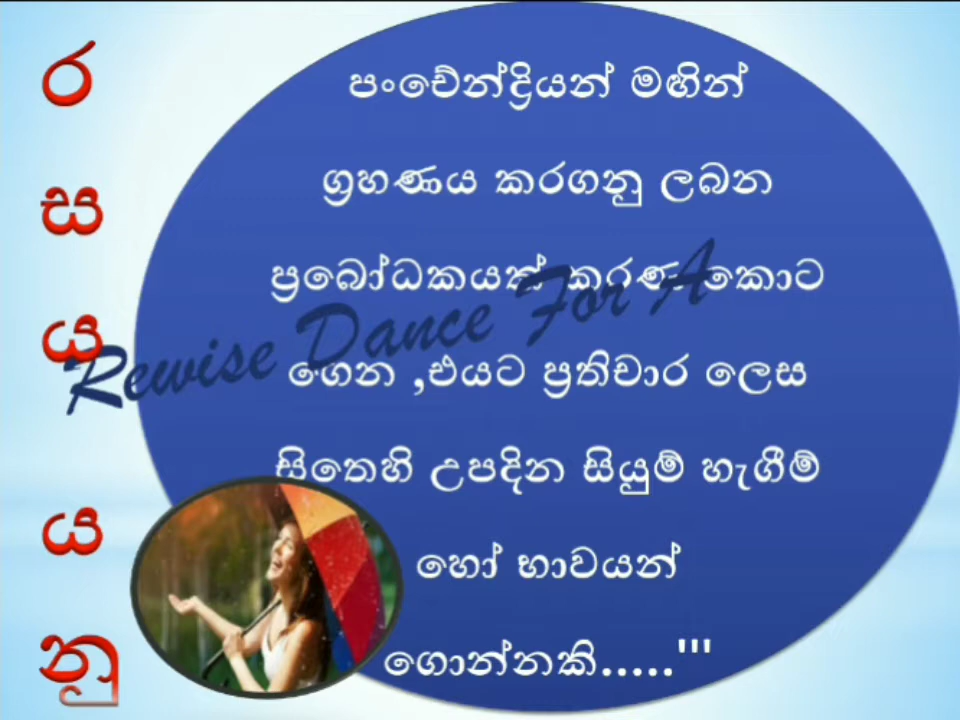 ර
ස
ය
ය
නු
පංචේන්ද්‍රියන් මඟින්
ග්‍රහණය කරගනු ලබන
ප්‍රබෝධකයක් කරණ කොට
ගෙන ,එයට ප්‍රතිචාර ලෙස
සිතෙහි උපදින සියුම් හැඟීම්
හෝ භාවයන්
ගොන්නකි.....'''
Rewise Dance For A